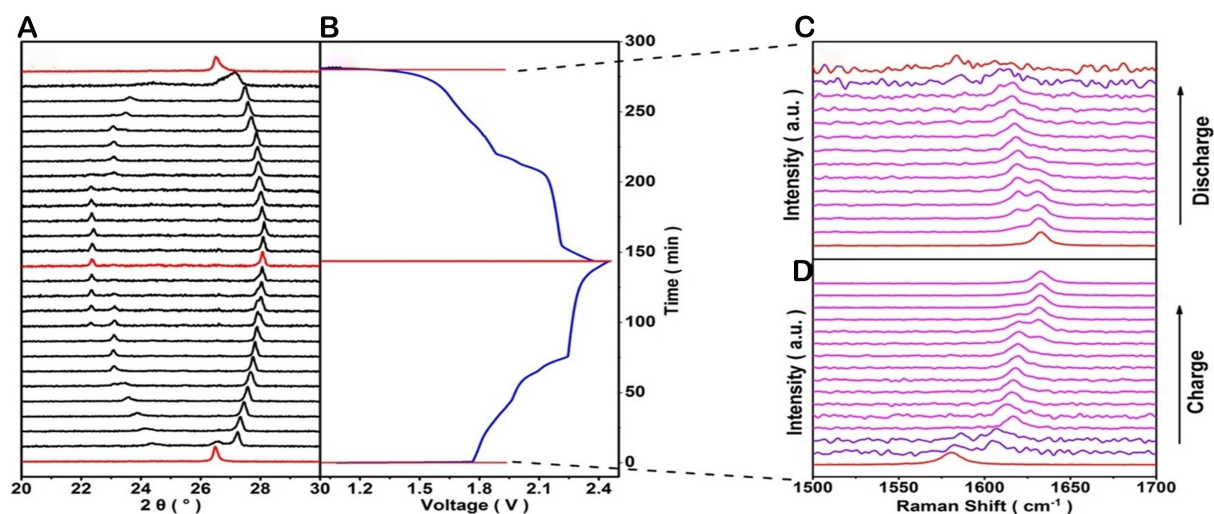 A
B
C
300
250
200
150
100
50
0
Time ( min )
20
22
24
26
28
30
2 θ ( ° )
1.2
1.5
1.8
2.1
2.4
Voltage ( V )
Intensity ( a.u. )
Discharge
D
Intensity ( a.u. )
Charge
1500
1550
1600
1650
1700
Raman Shift ( cm-1 )